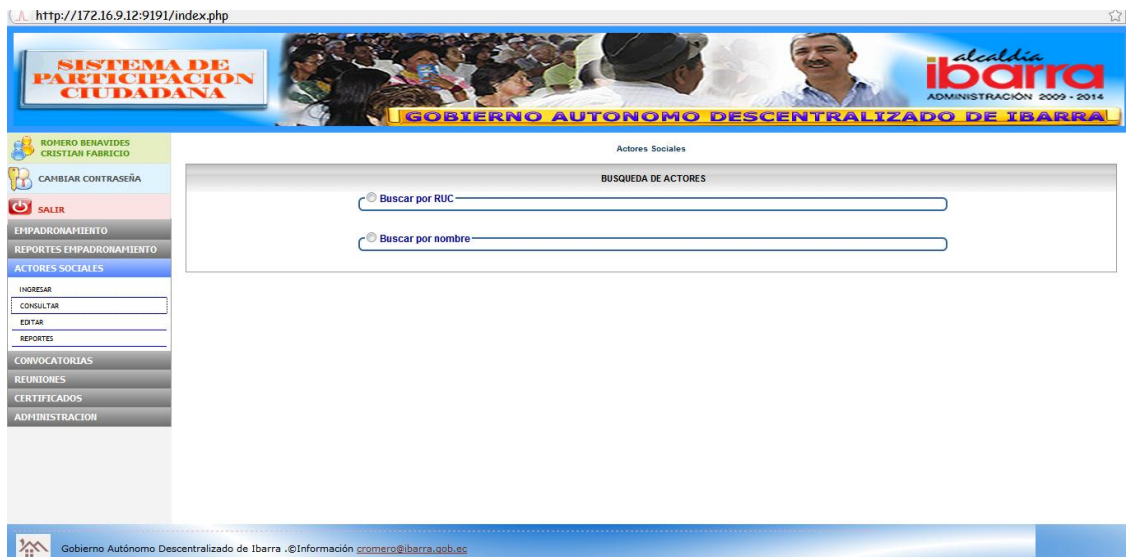 http://172.16.9.12:9191/index.php
SISTEMA DE
PARTICIPACION
CIUDADANA
alcaldía
ibarra
ADMINISTRACIÓN 2009 - 2014
GOBIERNO AUTONOMO DESCENTRALIZADO DE IBARRA
ROMERO BENAVIDES
CRISTIAN FABRICIO
CAMBIAR CONTRASEÑA
SALIR
EMPADRONAMIENTO
REPORTES EMPADRONAMIENTO
ACTORES SOCIALES
INGRESAR
CONSULTAR
EDITAR
REPORTES
CONVOCATORIAS
REUNIONES
CERTIFICADOS
ADMINISTRACION
Actores Sociales
BUSQUEDA DE ACTORES
Buscar por RUC
Buscar por nombre
Gobierno Autónomo Descentralizado de Ibarra .©Información cromero@ibarra.gob.ec